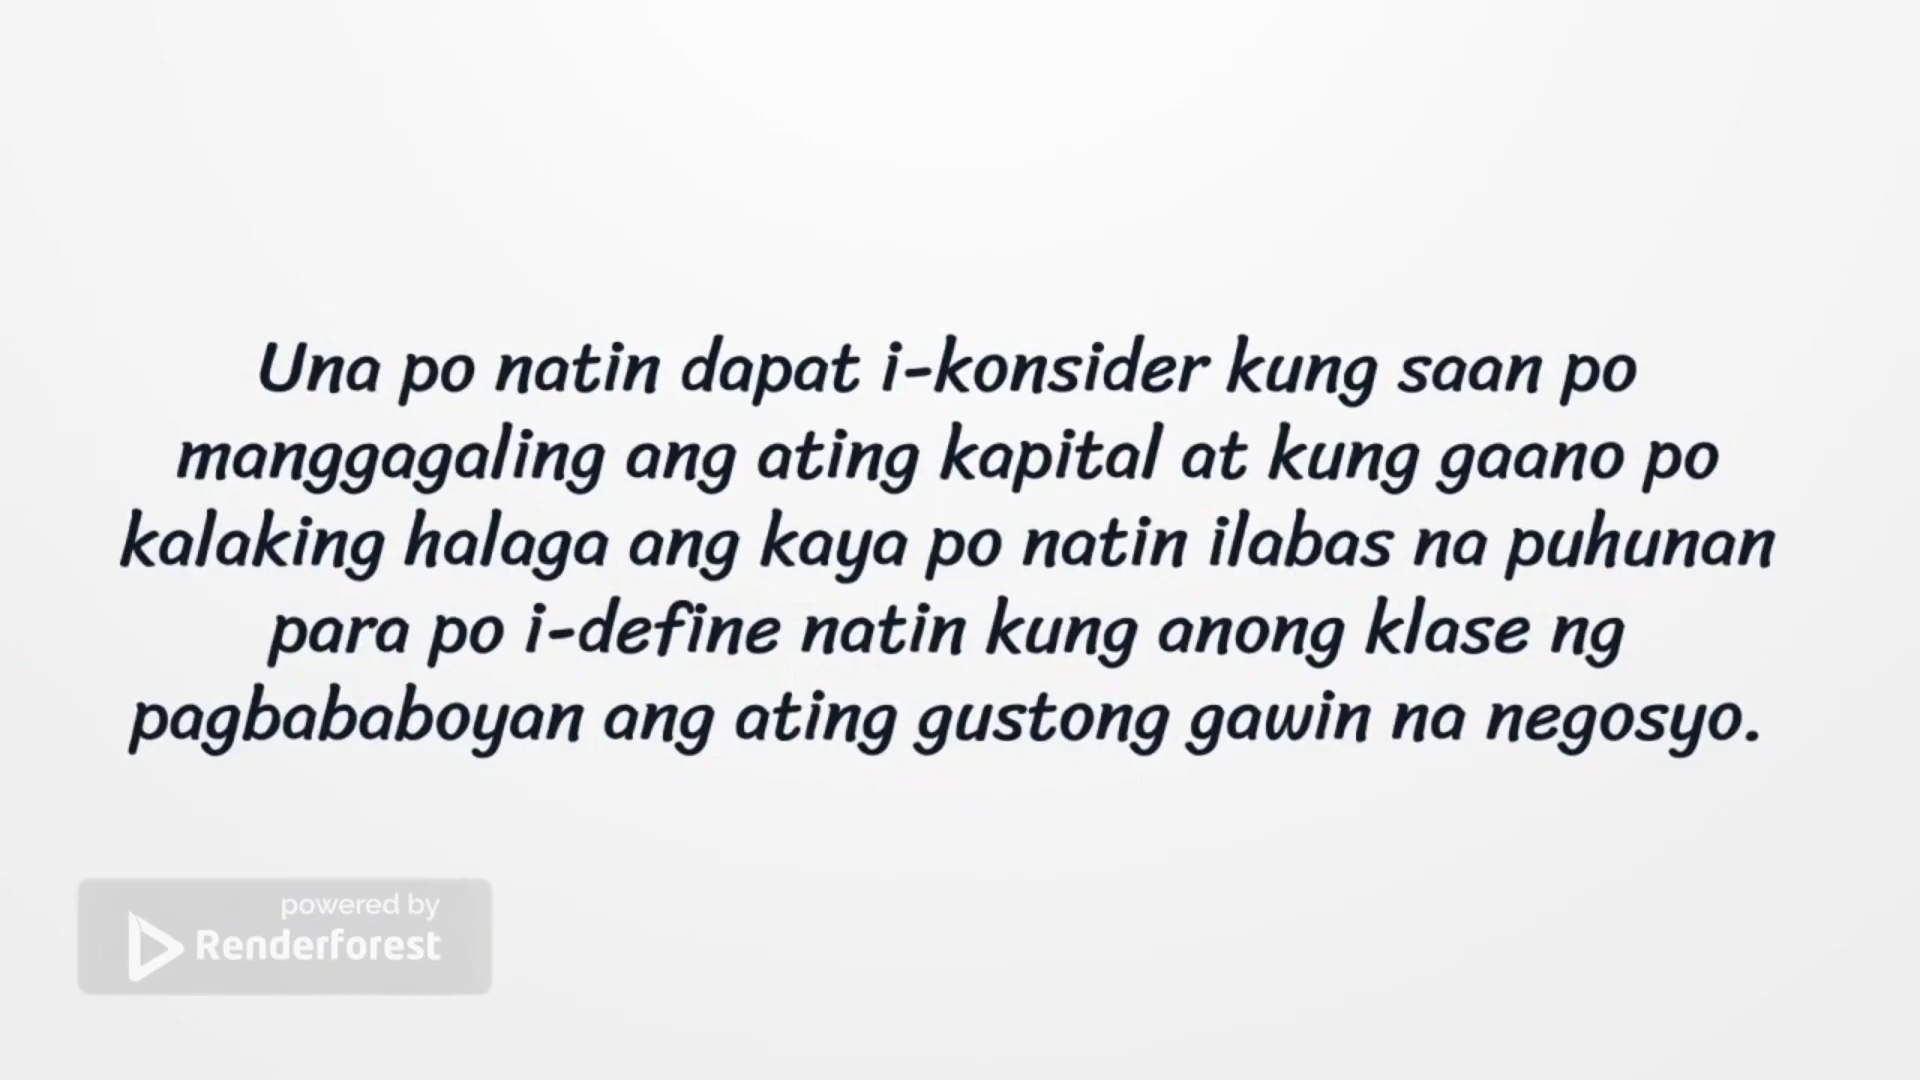 Una po natin dapat i-konsider kung saan po
manggagaling ang ating kapital at kung gaano po
kalaking halaga ang kaya po natin ilabas na puhunan
para po i-define natin kung anong klase ng
pagbababoyan ang ating gustong gawin na negosyo.
powered by
Renderforest